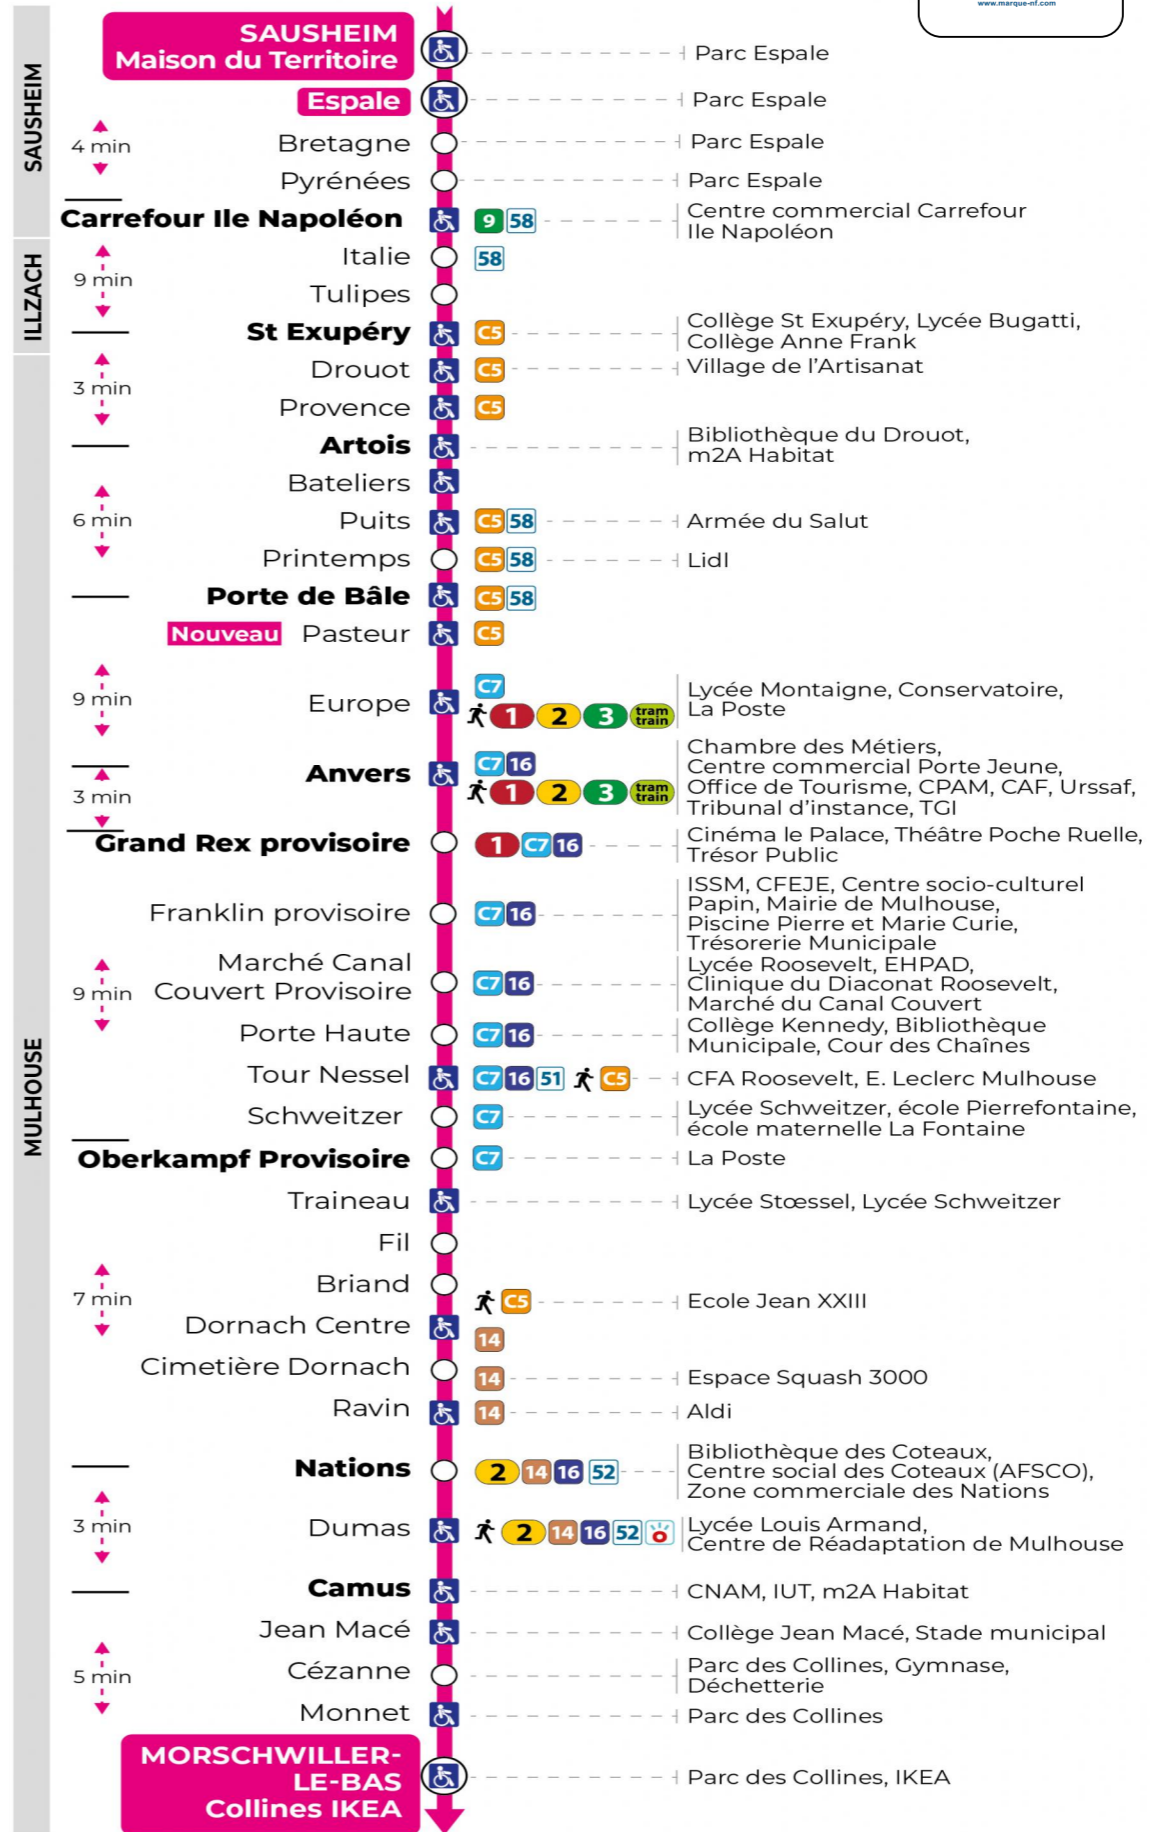 www.marque-nf.com
SAUSHEIM
SAUSHEIM
Maison du Territoire
Parc Espale
Espale
Parc Espale
4 min
Bretagne
Parc Espale
Pyrénées
Parc Espale
Carrefour Ile Napoléon
9 58
Centre commercial Carrefour
Ile Napoléon
ILLZACH
9 min
Italie
58
Tulipes
St Exupéry
C5
Collège St Exupéry, Lycée Bugatti,
Collège Anne Frank
MULHOUSE
3 min
Drouot
C5
Village de l'Artisanat
Provence
C5
Artois
Bibliothèque du Drouot,
m2A Habitat
Bateliers
6 min
Puits
C5 58
Armée du Salut
Printemps
C5 58
Lidl
Porte de Bâle
C5 58
Nouveau Pasteur
C5
9 min
Europe
C7
1 2 3 tram
train
Lycée Montaigne, Conservatoire,
La Poste
Anvers
C7 16
1 2 3 tram
train
Chambre des Métiers,
Centre commercial Porte Jeune,
Office de Tourisme, CPAM, CAF, Urssaf,
Tribunal d'instance, TGI
3 min
Grand Rex provisoire
1 C7 16
Cinéma le Palace, Théâtre Poche Ruelle,
Trésor Public
Franklin provisoire
C7 16
ISSM, CFEJE, Centre socio-culturel
Papin, Mairie de Mulhouse,
Piscine Pierre et Marie Curie,
Trésorerie Municipale
9 min
Marché Canal
Couvert Provisoire
C7 16
Lycée Roosevelt, EHPAD,
Clinique du Diaconat Roosevelt,
Marché du Canal Couvert
Porte Haute
C7 16
Collège Kennedy, Bibliothèque
Municipale, Cour des Chaînes
Tour Nessel
C7 16 51 C5
CFA Roosevelt, E. Leclerc Mulhouse
Schweitzer
C7
Lycée Schweitzer, école Pierrefontaine,
école maternelle La Fontaine
Oberkampf Provisoire
C7
La Poste
Traineau
Lycée Stœssel, Lycée Schweitzer
Fil
7 min
Briand
C5
Ecole Jean XXIII
Dornach Centre
14
Cimetière Dornach
14
Espace Squash 3000
Ravin
14
Aldi
Nations
2 14 16 52
Bibliothèque des Coteaux,
Centre social des Coteaux (AFSCO),
Zone commerciale des Nations
3 min
Dumas
2 14 16 52
Lycée Louis Armand,
Centre de Réadaptation de Mulhouse
Camus
CNAM, IUT, m2A Habitat
Jean Macé
Collège Jean Macé, Stade municipal
5 min
Cézanne
Parc des Collines, Gymnase,
Déchetterie
Monnet
Parc des Collines
MORSCHWILLER-
LE-BAS
Collines IKEA
Parc des Collines, IKEA